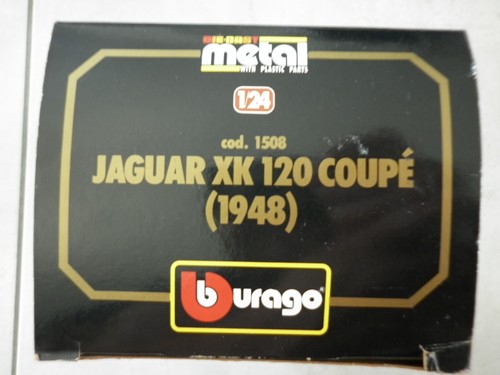 DIE-CAST
metal
WITH PLASTIC PARTS
1/24
cod. 1508
JAGUAR XK 120 COUPÉ
(1948)
burago®